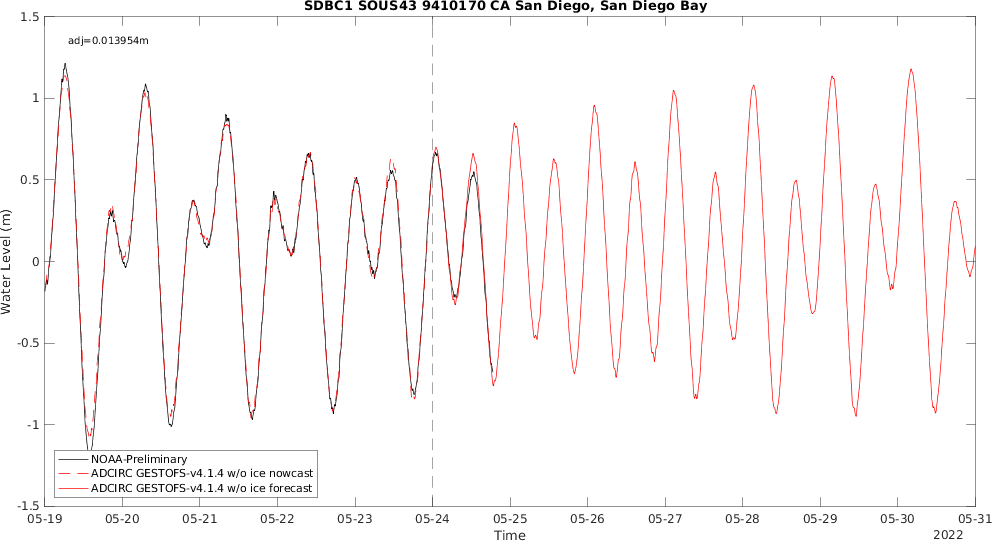 SDBC1 SOUS43 9410170 CA San Diego, San Diego Bay
adj=0.013954m
1.5
1
0.5
0
-0.5
-1
-1.5
Water Level (m)
NOAA-Preliminary
ADCIRC GESTOFS-v4.1.4 w/o ice nowcast
ADCIRC GESTOFS-v4.1.4 w/o ice forecast
05-19 05-20 05-21 05-22 05-23 05-24 05-25 05-26 05-27 05-28 05-29 05-30 05-31
Time
2022